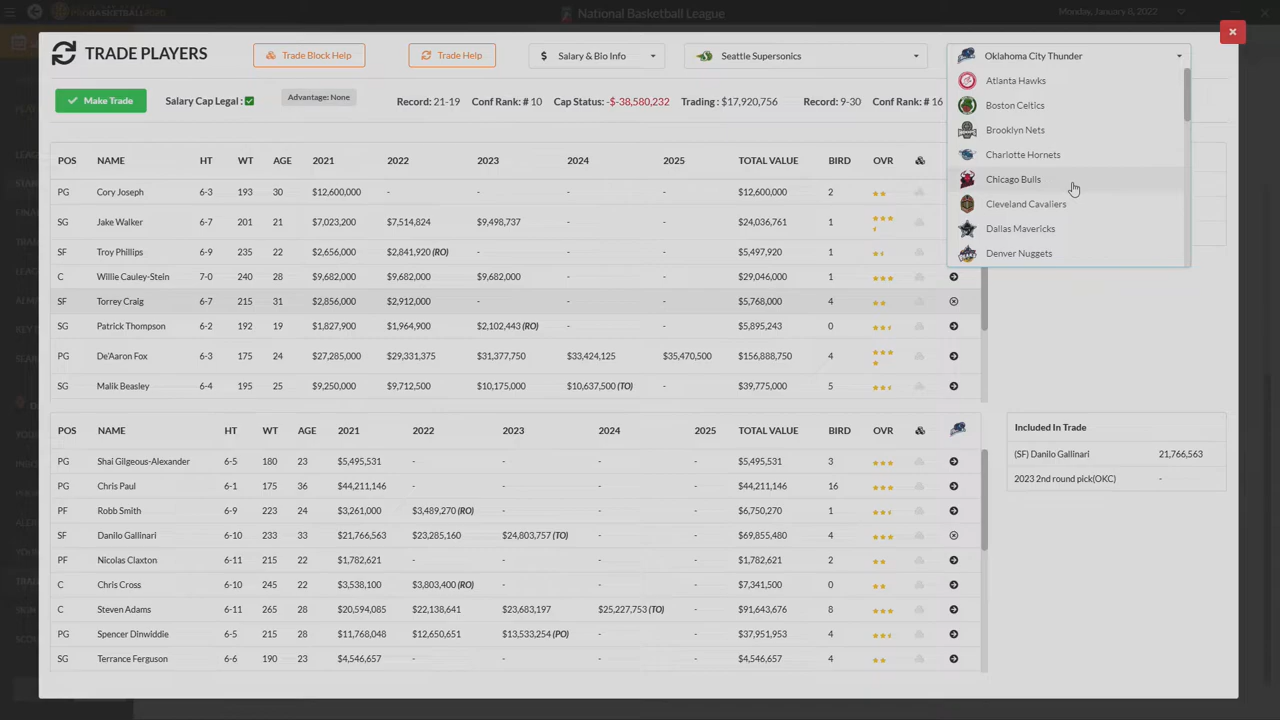 National Basketball League
Monday, January 8, 2022
TRADE PLAYERS
Trade Block Help
Trade Help
$ Salary & Bio Info
Seattle Supersonics
Oklahoma City Thunder
Atlanta Hawks
Boston Celtics
Brooklyn Nets
Charlotte Hornets
Chicago Bulls
Cleveland Cavaliers
Dallas Mavericks
Denver Nuggets
Make Trade
Salary Cap Legal :
Advantage: None
Record: 21-19 Conf Rank: # 10 Cap Status: -$-38,580,232 Trading : $17,920,756 Record: 9-30 Conf Rank: # 16
POS NAME HT WT AGE 2021 2022 2023 2024 2025 TOTAL VALUE BIRD OVR
PG Cory Joseph 6-3 193 30 $12,600,000 - - - - $12,600,000 2
SG Jake Walker 6-7 201 21 $7,023,200 $7,514,824 $9,498,737 - - $24,036,761 1
SF Troy Phillips 6-9 235 22 $2,656,000 $2,841,920 (RO) - - - $5,497,920 1
C Willie Cauley-Stein 7-0 240 28 $9,682,000 $9,682,000 $9,682,000 - - $29,046,000 1
SF Torrey Craig 6-7 215 31 $2,856,000 $2,912,000 - - - $5,768,000 4
SG Patrick Thompson 6-2 192 19 $1,827,900 $1,964,900 $2,102,443 (RO) - - $5,895,243 0
PG De'Aaron Fox 6-3 175 24 $27,285,000 $29,331,375 $31,377,750 $33,424,125 $35,470,500 $156,888,750 4
SG Malik Beasley 6-4 195 25 $9,250,000 $9,712,500 $10,175,000 $10,637,500 (TO) - $39,775,000 5
POS NAME HT WT AGE 2021 2022 2023 2024 2025 TOTAL VALUE BIRD OVR
PG Shai Gilgeous-Alexander 6-5 180 23 $5,495,531 - - - - $5,495,531 3
PG Chris Paul 6-1 175 36 $44,211,146 - - - - $44,211,146 16
PF Robb Smith 6-9 223 24 $3,261,000 $3,489,270 (RO) - - - $6,750,270 1
SF Danilo Gallinari 6-10 233 33 $21,766,563 $23,285,160 $24,803,757 (TO) - - $69,855,480 4
PF Nicolas Claxton 6-11 215 22 $1,782,621 - - - - $1,782,621 2
C Chris Cross 6-10 245 22 $3,538,100 $3,803,400 (RO) - - - $7,341,500 2
C Steven Adams 6-11 265 28 $20,594,085 $22,138,641 $23,683,197 $25,227,753 (TO) - $91,643,676 8
PG Spencer Dinwiddie 6-5 215 28 $11,768,048 $12,650,651 $13,533,254 (PO) - - $37,951,953 4
SG Terrance Ferguson 6-6 190 23 $4,546,657 - - - - $4,546,657 4
Included In Trade
(SF) Danilo Gallinari 21,766,563
2023 2nd round pick(OKC) -